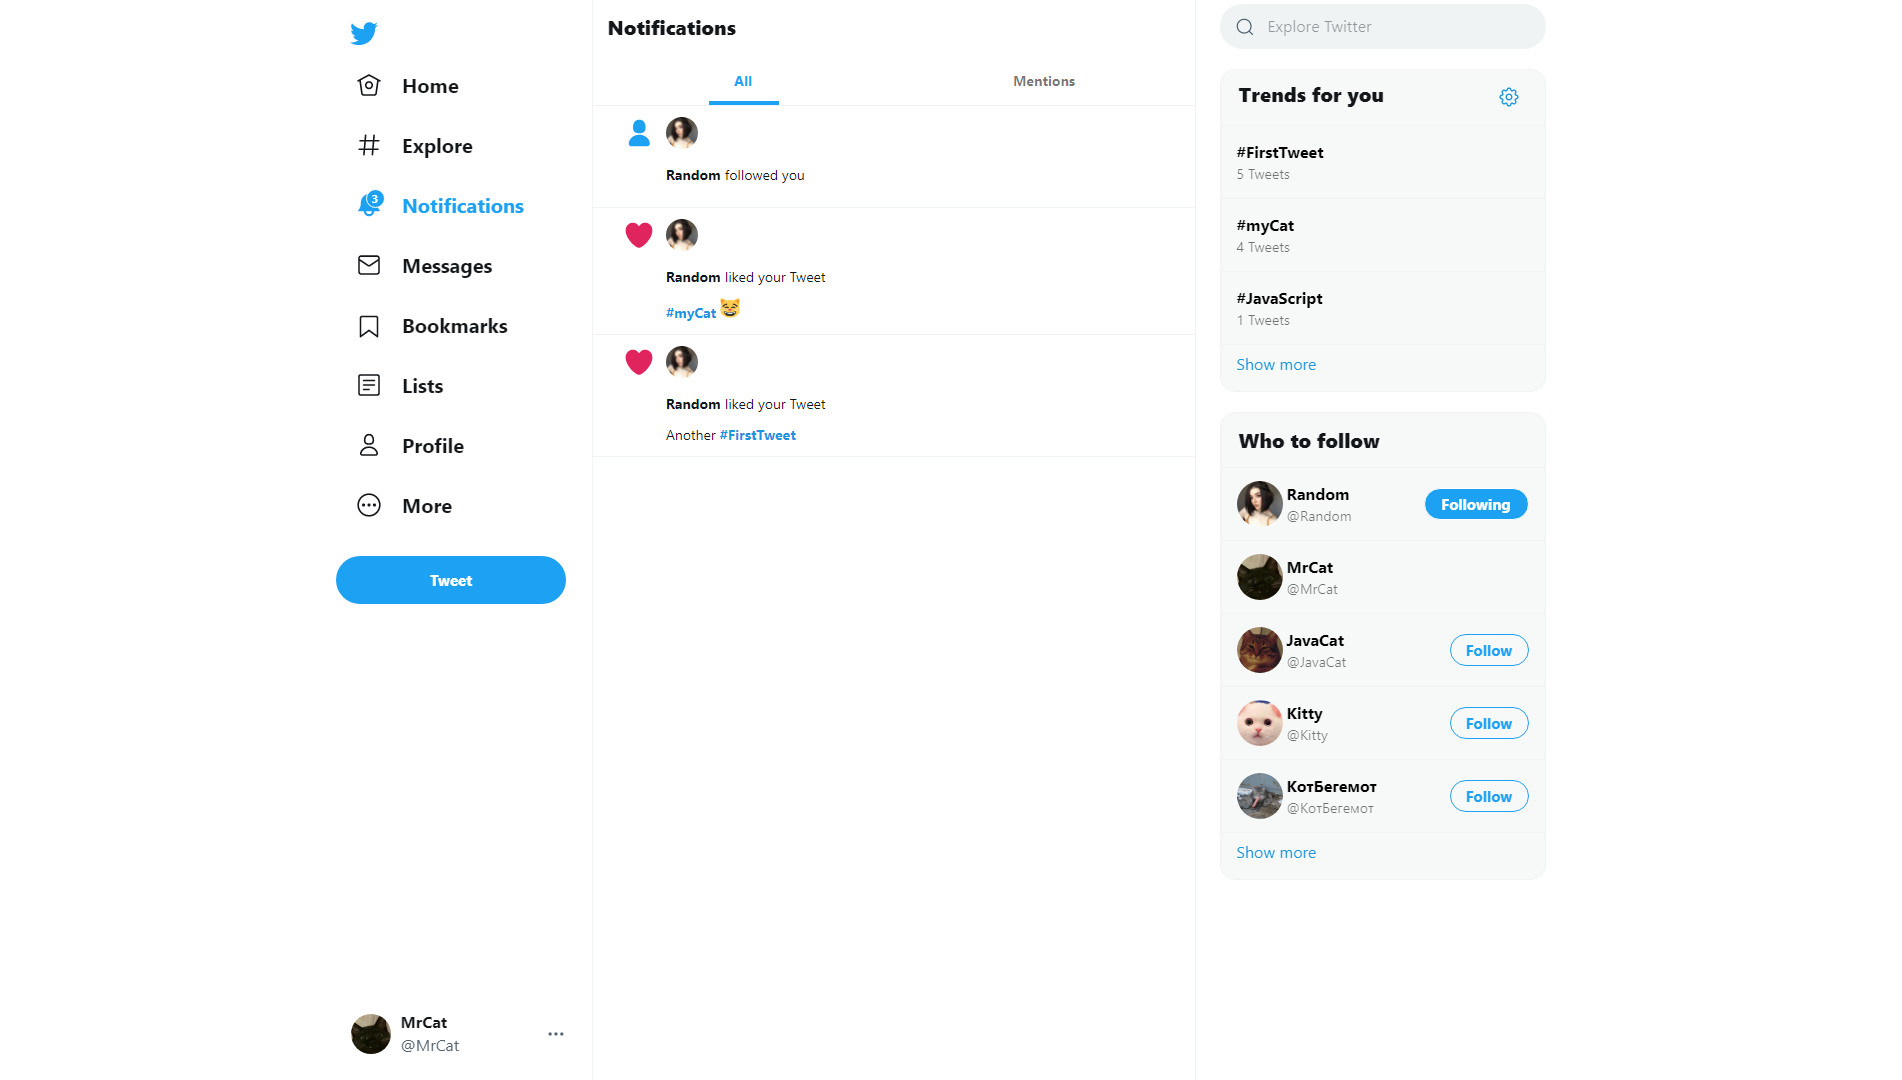 Home
Explore
3
Notifications
Messages
Bookmarks
Lists
Profile
More
Tweet
MrCat
@MrCat
Notifications
All
Mentions
Random followed you
Random liked your Tweet
#myCat 😸
Random liked your Tweet
Another #FirstTweet
Explore Twitter
Trends for you
#FirstTweet
5 Tweets
#myCat
4 Tweets
#JavaScript
1 Tweets
Show more
Who to follow
Random
@Random
Following
MrCat
@MrCat
JavaCat
@JavaCat
Follow
Kitty
@Kitty
Follow
КотБегемот
@КотБегемот
Follow
Show more